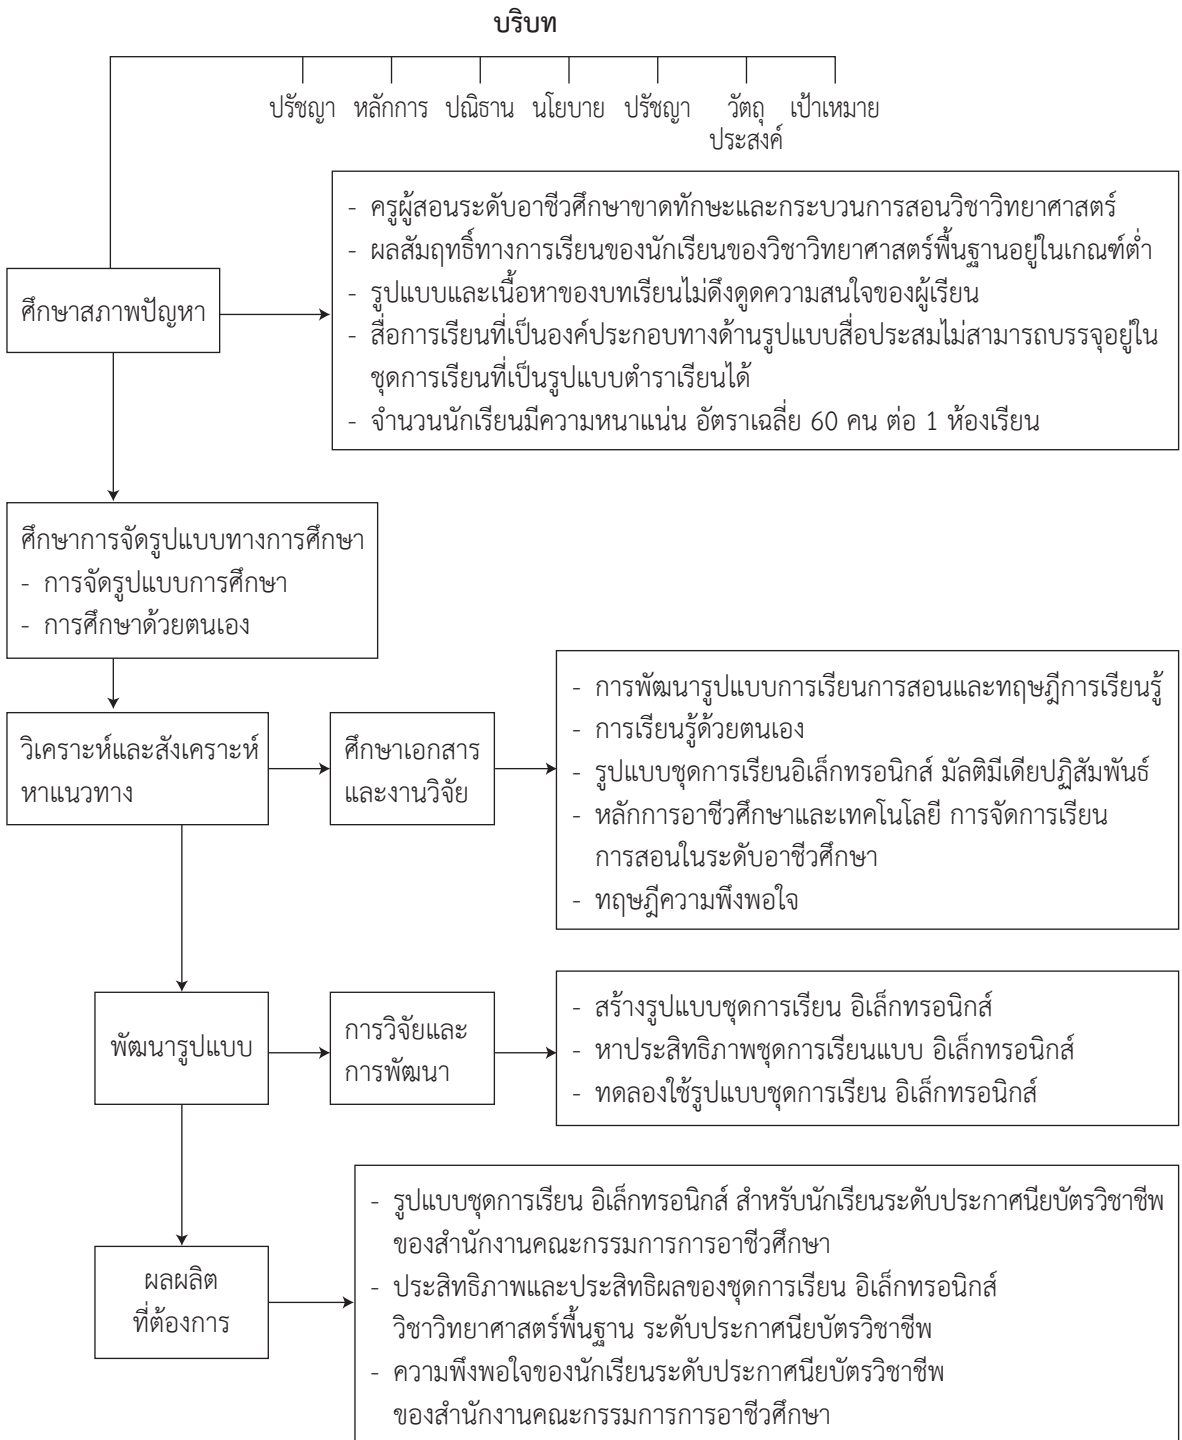 บริบท
ปรัชญา หลักการ ปณิธาน นโยบาย ปรัชญา วัตถุ เป้าเหมาย
ประสงค์
- ครูผู้สอนระดับอาชีวศึกษาขาดทักษะและกระบวนการสอนวิชาวิทยาศาสตร์
- ผลสัมฤทธิ์ทางการเรียนของนักเรียนของวิชาวิทยาศาสตร์พื้นฐานอยู่ในเกณฑ์ต่ำ
- รูปแบบและเนื้อหาของบทเรียนไม่ดึงดูดความสนใจของผู้เรียน
- สื่อการเรียนที่เป็นองค์ประกอบทางด้านรูปแบบสื่อประสมไม่สามารถบรรจุอยู่ใน
ชุดการเรียนที่เป็นรูปแบบตำราเรียนได้
- จำนวนนักเรียนมีความหนาแน่น อัตราเฉลี่ย 60 คน ต่อ 1 ห้องเรียน
ศึกษาสภาพปัญหา
ศึกษาการจัดรูปแบบทางการศึกษา
- การจัดรูปแบบการศึกษา
- การศึกษาด้วยตนเอง
วิเคราะห์และสังเคราะห์
หาแนวทาง
ศึกษาเอกสาร
และงานวิจัย
- การพัฒนารูปแบบการเรียนการสอนและทฤษฎีการเรียนรู้
- การเรียนรู้ด้วยตนเอง
- รูปแบบชุดการเรียนอิเล็กทรอนิกส์ มัลติมีเดียปฏิสัมพันธ์
- หลักการอาชีวศึกษาและเทคโนโลยี การจัดการเรียน
การสอนในระดับอาชีวศึกษา
- ทฤษฎีความพึงพอใจ
พัฒนารูปแบบ
การวิจัยและ
การพัฒนา
- สร้างรูปแบบชุดการเรียน อิเล็กทรอนิกส์
- หาประสิทธิภาพชุดการเรียนแบบ อิเล็กทรอนิกส์
- ทดลองใช้รูปแบบชุดการเรียน อิเล็กทรอนิกส์
ผลผลิต
ที่ต้องการ
- รูปแบบชุดการเรียน อิเล็กทรอนิกส์ สำหรับนักเรียนระดับประกาศนียบัตรวิชาชีพ
ของสำนักงานคณะกรรมการการอาชีวศึกษา
- ประสิทธิภาพและประสิทธิผลของชุดการเรียน อิเล็กทรอนิกส์
วิชาวิทยาศาสตร์พื้นฐาน ระดับประกาศนียบัตรวิชาชีพ
- ความพึงพอใจของนักเรียนระดับประกาศนียบัตรวิชาชีพ
ของสำนักงานคณะกรรมการการอาชีวศึกษา